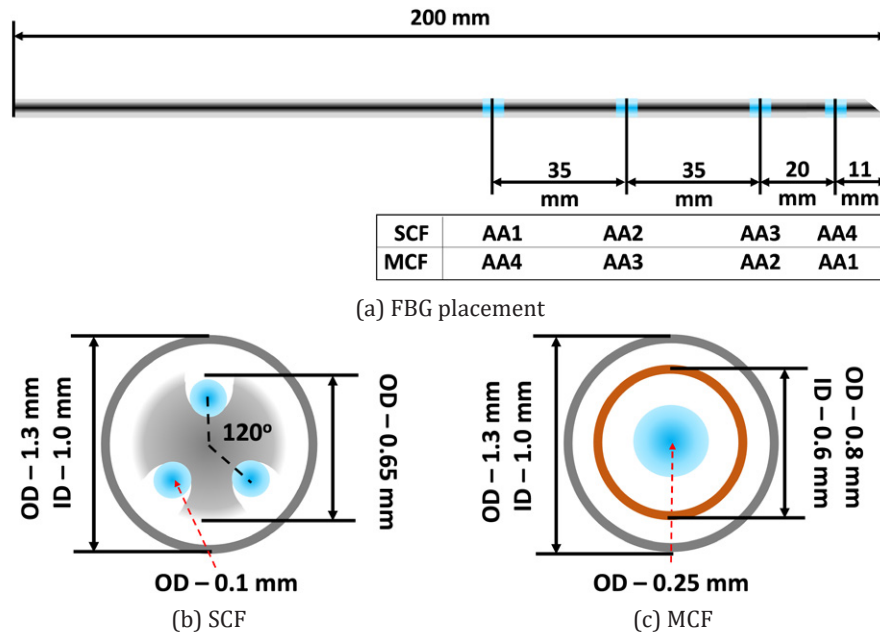 200 mm
35 mm
35 mm
20 mm
11 mm
SCF AA1 AA2 AA3 AA4
MCF AA4 AA3 AA2 AA1
(a) FBG placement
OD – 1.3 mm
ID – 1.0 mm
120°
OD – 0.65 mm
OD – 0.1 mm
(b) SCF
OD – 1.3 mm
ID – 1.0 mm
OD – 0.8 mm
ID – 0.6 mm
OD – 0.25 mm
(c) MCF